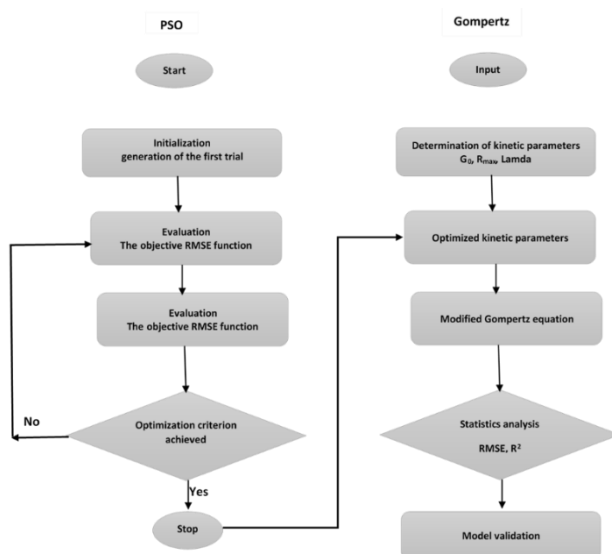 PSO
Start
Initialization
generation of the first trial
Evaluation
The objective RMSE function
Evaluation
The objective RMSE function
No
Optimization criterion
achieved
Yes
Stop
Gompertz
Input
Determination of kinetic parameters
G₀, Rₘₐₓ, Lamda
Optimized kinetic parameters
Modified Gompertz equation
Statistics analysis
RMSE, R²
Model validation